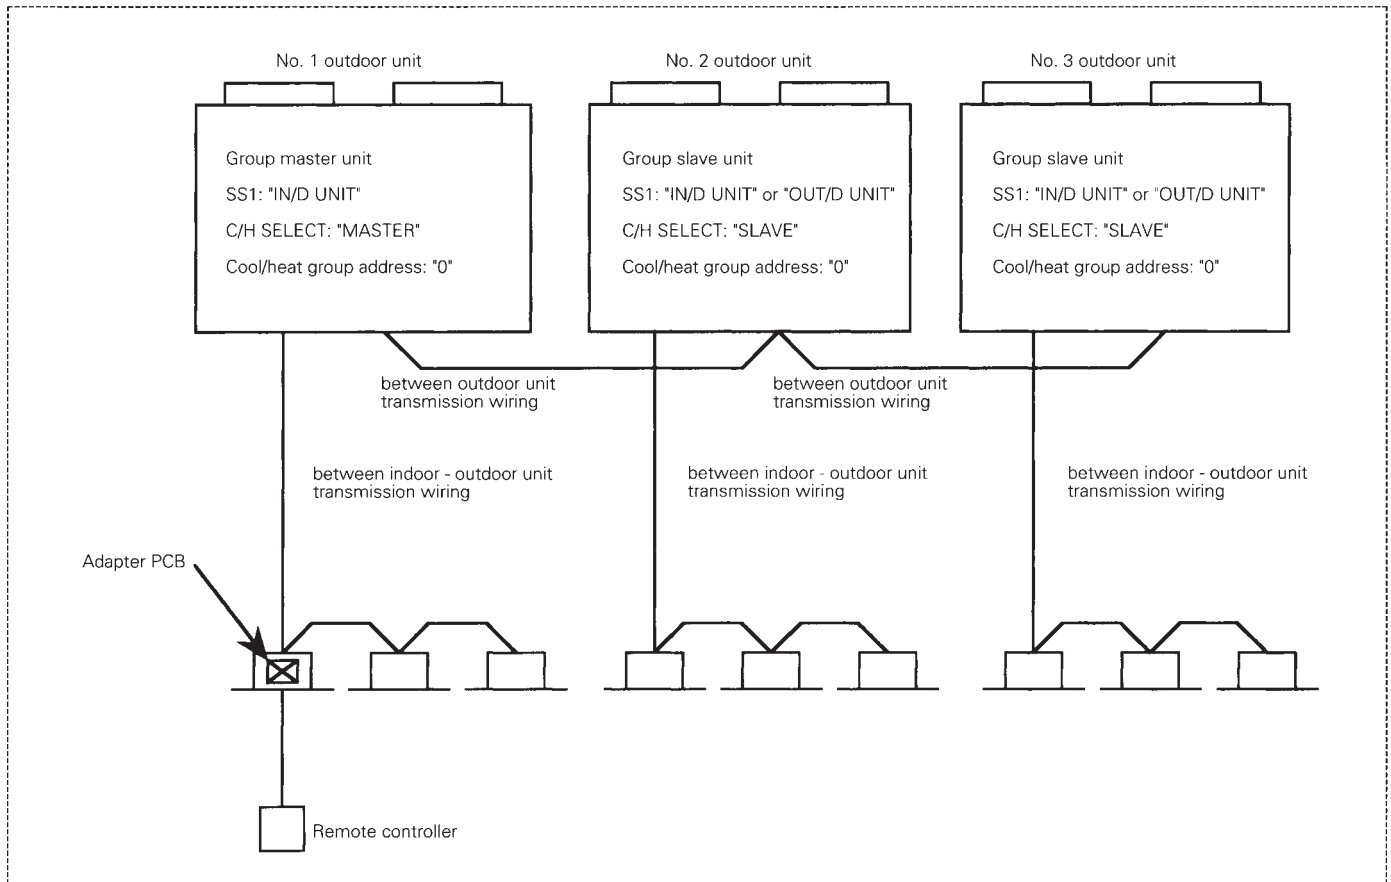 No. 1 outdoor unit
No. 2 outdoor unit
No. 3 outdoor unit
Group master unit
SS1: "IN/D UNIT"
C/H SELECT: "MASTER"
Cool/heat group address: "0"
Group slave unit
SS1: "IN/D UNIT" or "OUT/D UNIT"
C/H SELECT: "SLAVE"
Cool/heat group address: "0"
Group slave unit
SS1: "IN/D UNIT" or "OUT/D UNIT"
C/H SELECT: "SLAVE"
Cool/heat group address: "0"
between outdoor unit
transmission wiring
between outdoor unit
transmission wiring
between indoor - outdoor unit
transmission wiring
between indoor - outdoor unit
transmission wiring
between indoor - outdoor unit
transmission wiring
Adapter PCB
Remote controller